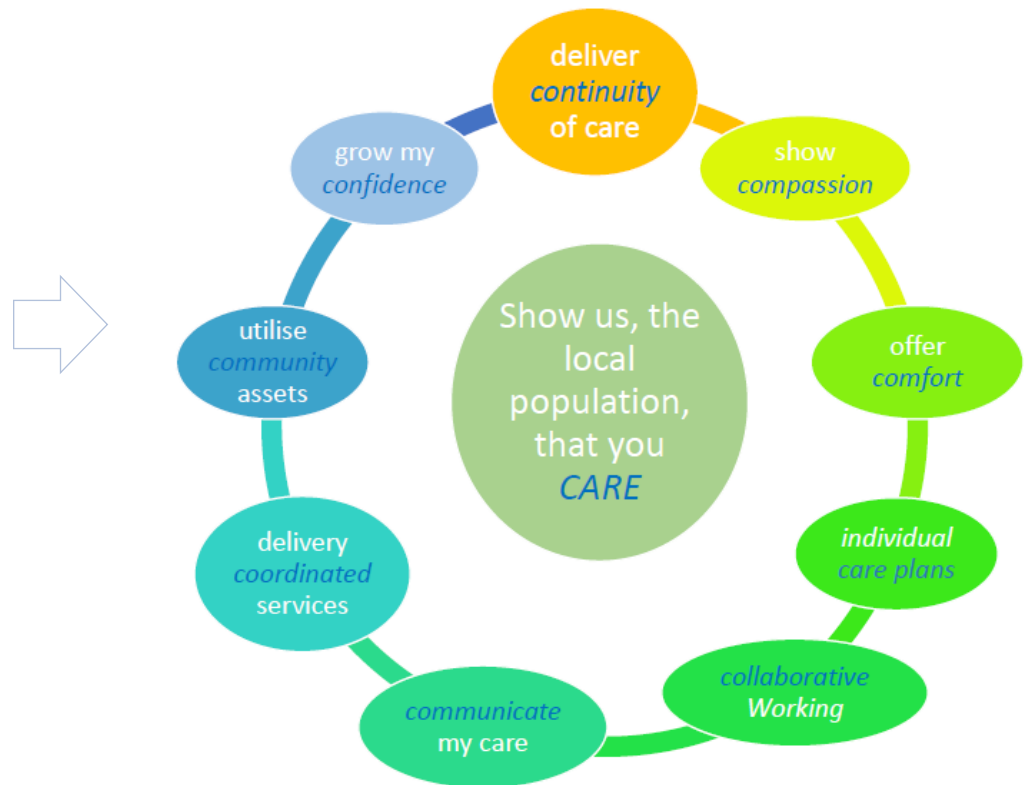 deliver
continuity
of care
show
compassion
offer
comfort
individual
care plans
collaborative
Working
communicate
my care
delivery
coordinated
services
utilise
community
assets
grow my
confidence
Show us, the
local
population,
that you
CARE